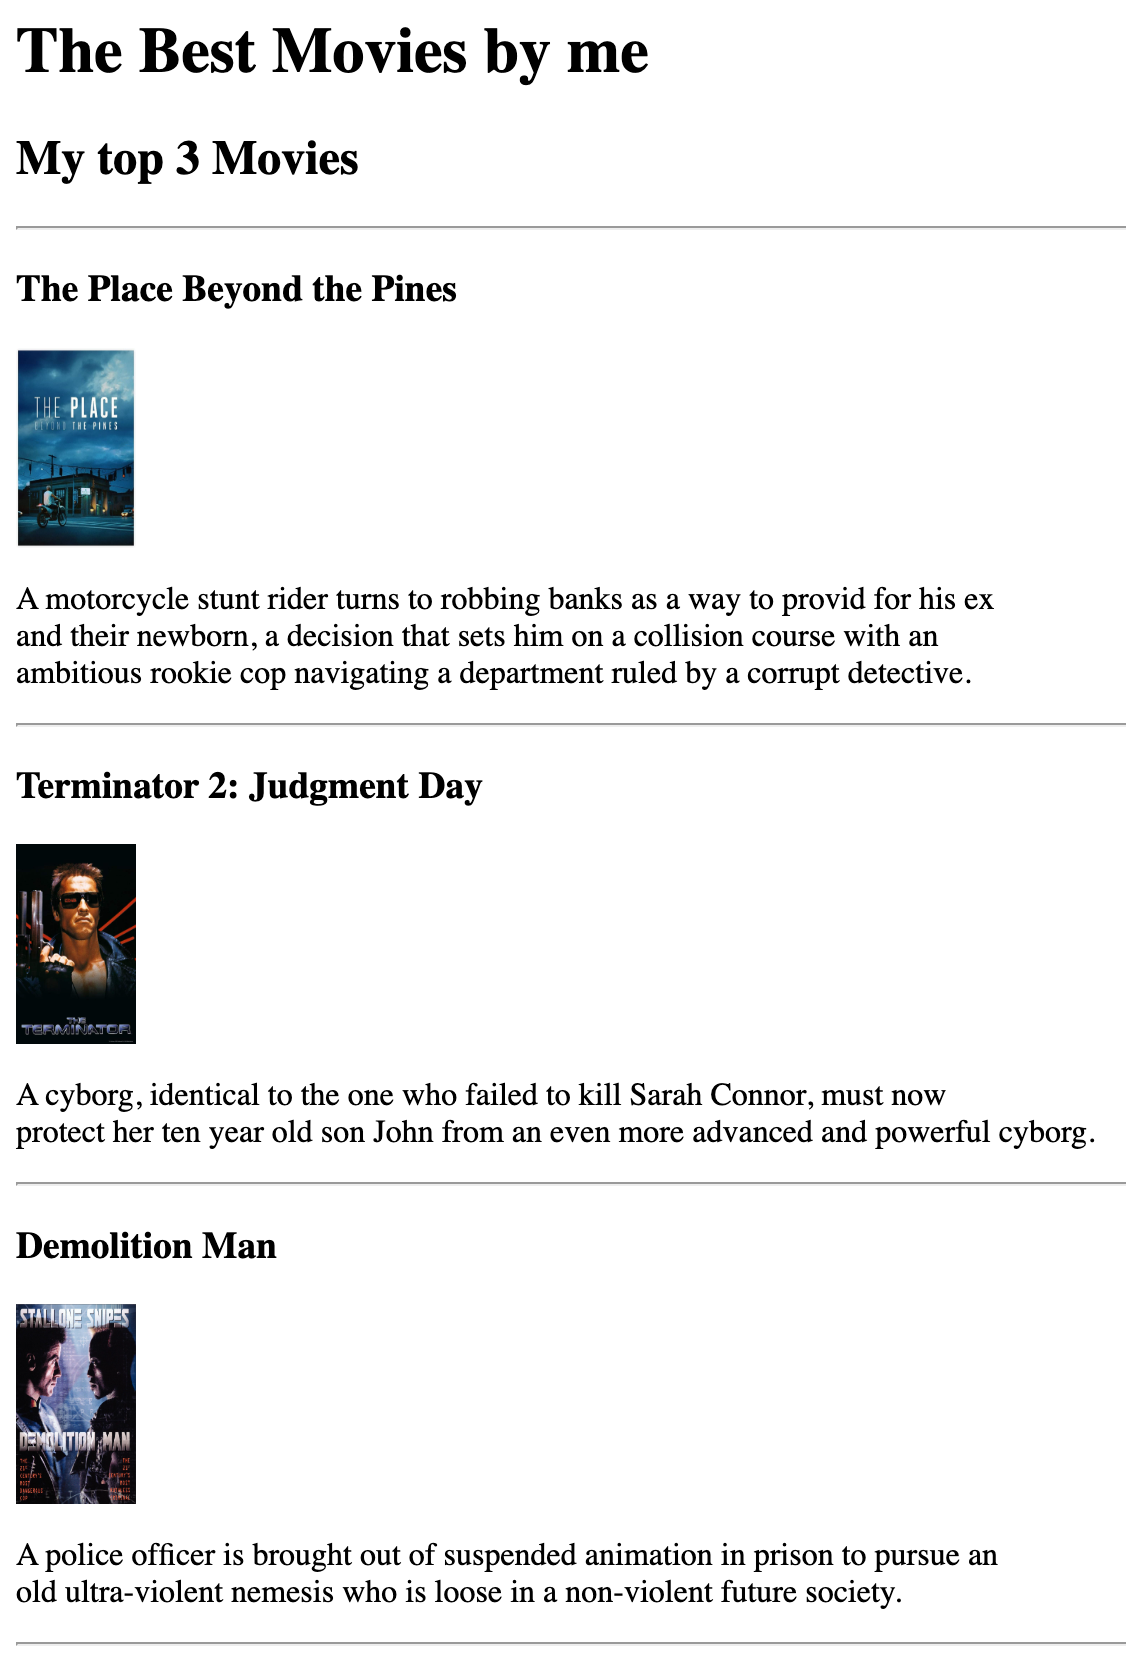 The Best Movies by me
My top 3 Movies
The Place Beyond the Pines
THE PLACE
BEYOND THE PINES
A motorcycle stunt rider turns to robbing banks as a way to provid for his ex
and their newborn, a decision that sets him on a collision course with an
ambitious rookie cop navigating a department ruled by a corrupt detective.
Terminator 2: Judgment Day
THE
TERMINATOR
A cyborg, identical to the one who failed to kill Sarah Connor, must now
protect her ten year old son John from an even more advanced and powerful cyborg.
Demolition Man
STALLONE SNIPES
DEMOLITION MAN
A police officer is brought out of suspended animation in prison to pursue an
old ultra-violent nemesis who is loose in a non-violent future society.